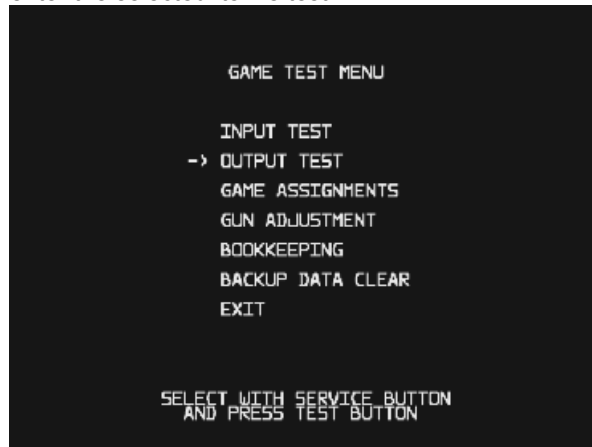 GAME TEST MENU
INPUT TEST
-> OUTPUT TEST
GAME ASSIGNMENTS
GUN ADJUSTMENT
BOOKKEEPING
BACKUP DATA CLEAR
EXIT
SELECT WITH SERVICE BUTTON
AND PRESS TEST BUTTON